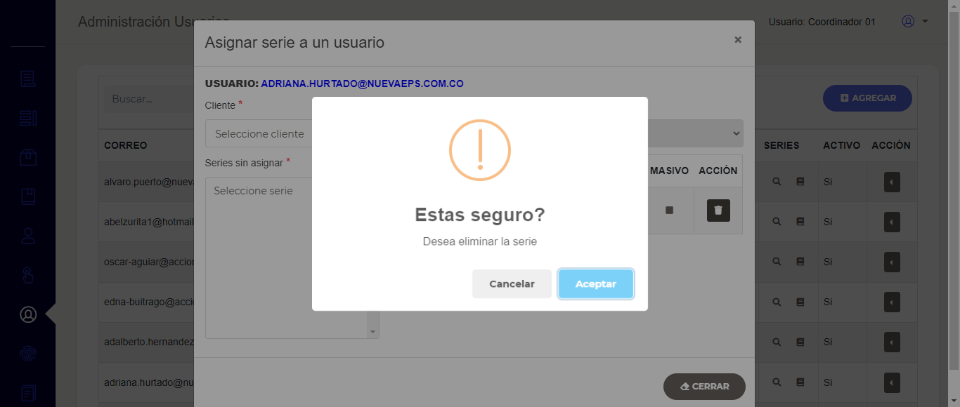 Administración
Usuario: Coordinador 01
Asignar serie a un usuario
×
USUARIO: ADRIANA.HURTADO@NUEVAEPS.COM.CO
Buscar...
AGREGAR
Cliente *
Seleccione cliente
Series sin asignar *
Seleccione serie
MASIVO ACCIÓN
CORREO
SERIES ACTIVO ACCIÓN
alvaro.puerto@nuev
Si
abelzurita1@hotmail
Si
oscar-aguiar@accion
Si
edna-buitrago@acci
Si
adalberto.hernandez
Si
adriana.hurtado@nu
Si
Estas seguro?
Desea eliminar la serie
Cancelar
Aceptar
CERRAR